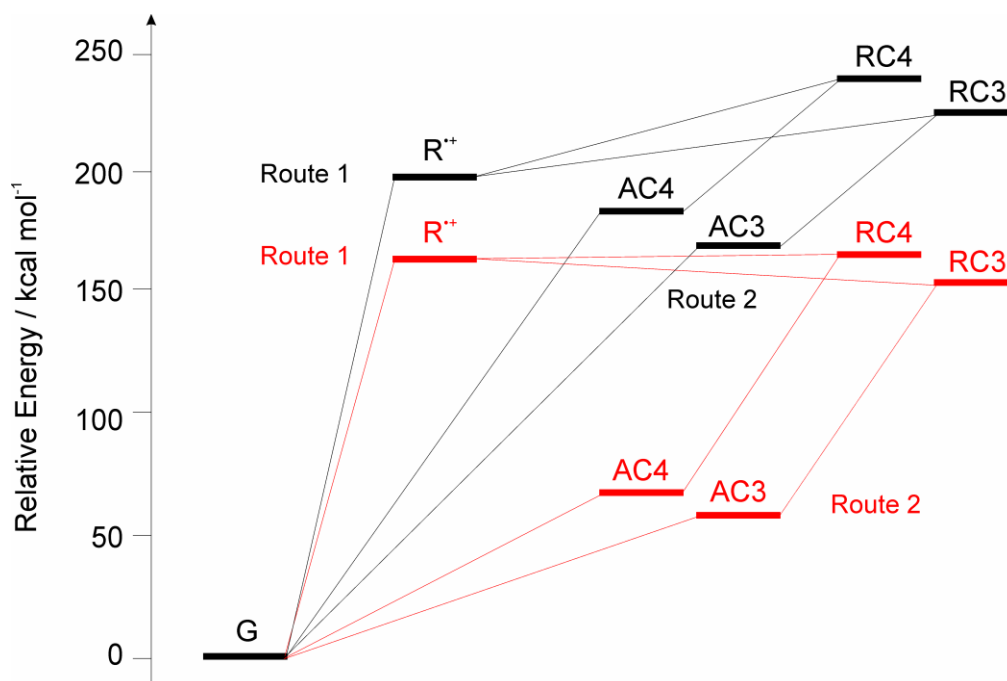 250
RC4
RC3
R•+
Route 1
200
AC4
AC3
R•+
RC4
Route 1
RC3
Route 2
150
100
AC4
AC3
Route 2
50
G
0
Relative Energy / kcal mol⁻¹